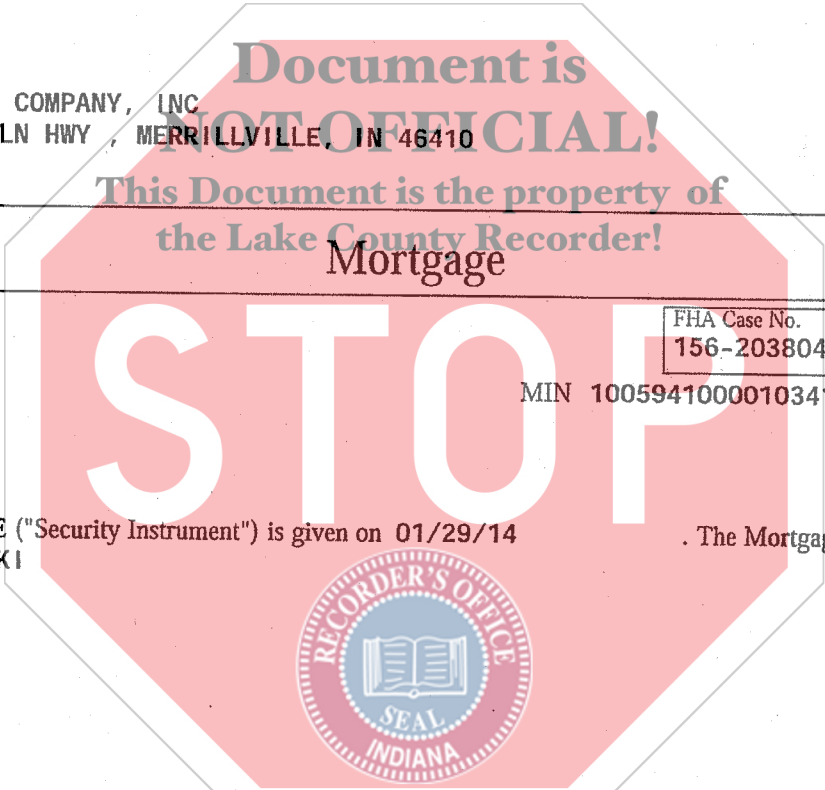 Document is
COMPANY, INC
NOT OFFICIAL!
LN HWY , MERRILLVILLE, IN 46410
This Document is the property of
the Lake County Recorder!
Mortgage
STOP
FHA Case No.
156-203804
MIN 100594100001034
E ("Security Instrument") is given on 01/29/14 . The Mortgag
KI
RECORDER'S OFFICE
SEAL
INDIANA